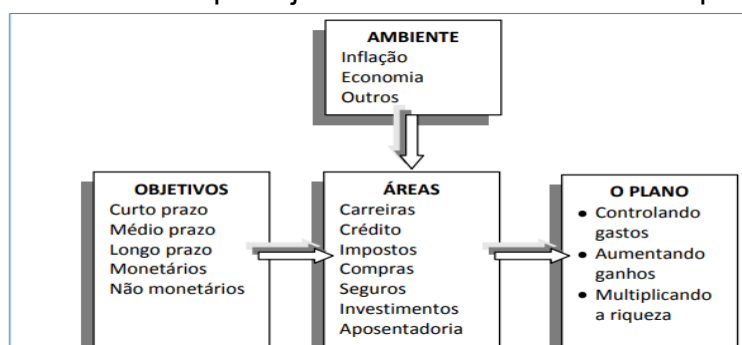 AMBIENTE
Inflação
Economia
Outros
OBJETIVOS
Curto prazo
Médio prazo
Longo prazo
Monetários
Não monetários
ÁREAS
Carreiras
Crédito
Impostos
Compras
Seguros
Investimentos
Aposentadoria
O PLANO
• Controlando
gastos
• Aumentando
ganhos
• Multiplicando
a riqueza